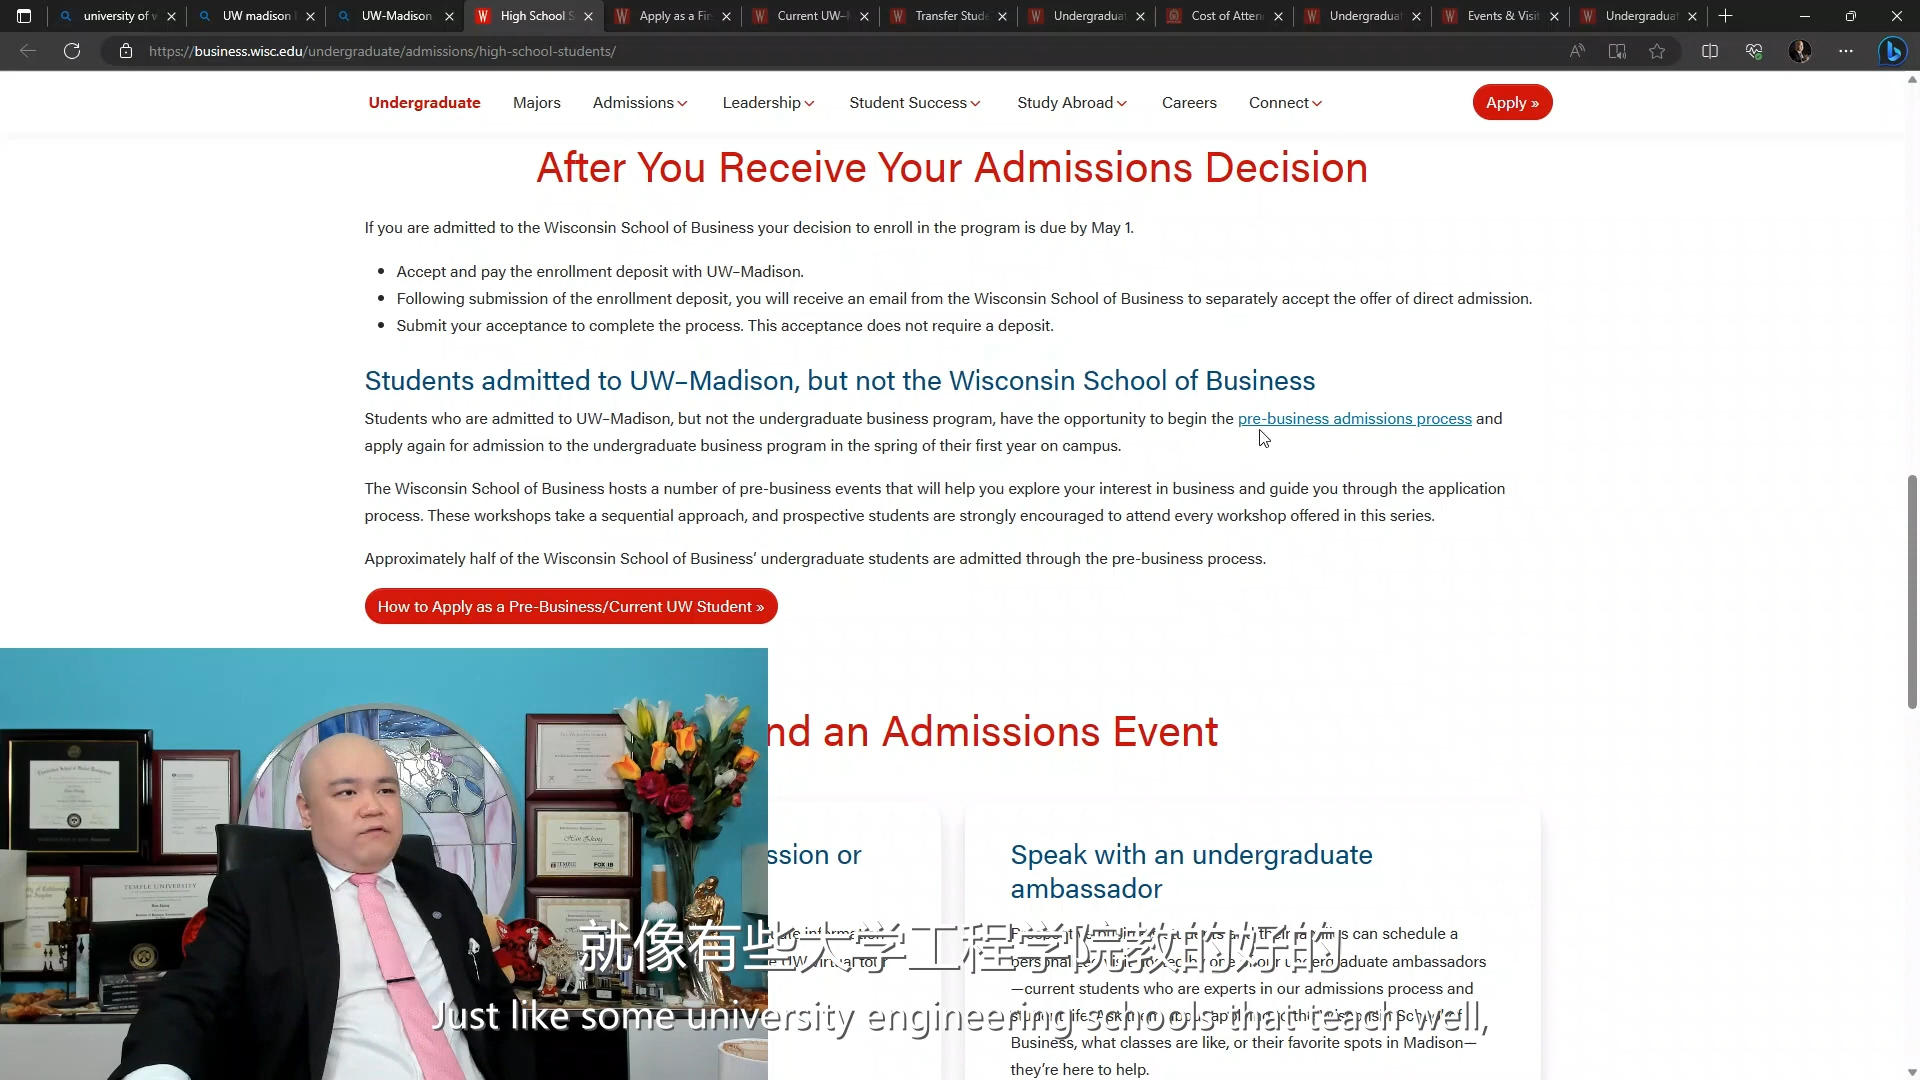 university of w
UW madison
UW-Madison
High School S
Apply as a Fi
Current UW-
Transfer Stude
Undergradua
Cost of Atten
Undergradua
Events & Visit
Undergradua
https://business.wisc.edu/undergraduate/admissions/high-school-students/
Undergraduate Majors Admissions Leadership Student Success Study Abroad Careers Connect Apply »
After You Receive Your Admissions Decision
If you are admitted to the Wisconsin School of Business your decision to enroll in the program is due by May 1.
Accept and pay the enrollment deposit with UW–Madison.
Following submission of the enrollment deposit, you will receive an email from the Wisconsin School of Business to separately accept the offer of direct admission.
Submit your acceptance to complete the process. This acceptance does not require a deposit.
Students admitted to UW–Madison, but not the Wisconsin School of Business
Students who are admitted to UW–Madison, but not the undergraduate business program, have the opportunity to begin the pre-business admissions process and
apply again for admission to the undergraduate business program in the spring of their first year on campus.
The Wisconsin School of Business hosts a number of pre-business events that will help you explore your interest in business and guide you through the application
process. These workshops take a sequential approach, and prospective students are strongly encouraged to attend every workshop offered in this series.
Approximately half of the Wisconsin School of Business' undergraduate students are admitted through the pre-business process.
How to Apply as a Pre-Business/Current UW Student »
nd an Admissions Event
ssion or
Speak with an undergraduate
ambassador
can schedule a
graduate ambassadors
—current students who are experts in our admissions process and
Business, what classes are like, or their favorite spots in Madison—
they're here to help.
TEMPLE UNIVERSITY
就像有些大学工程学院教的好的
Just like some university engineering schools that teach well,